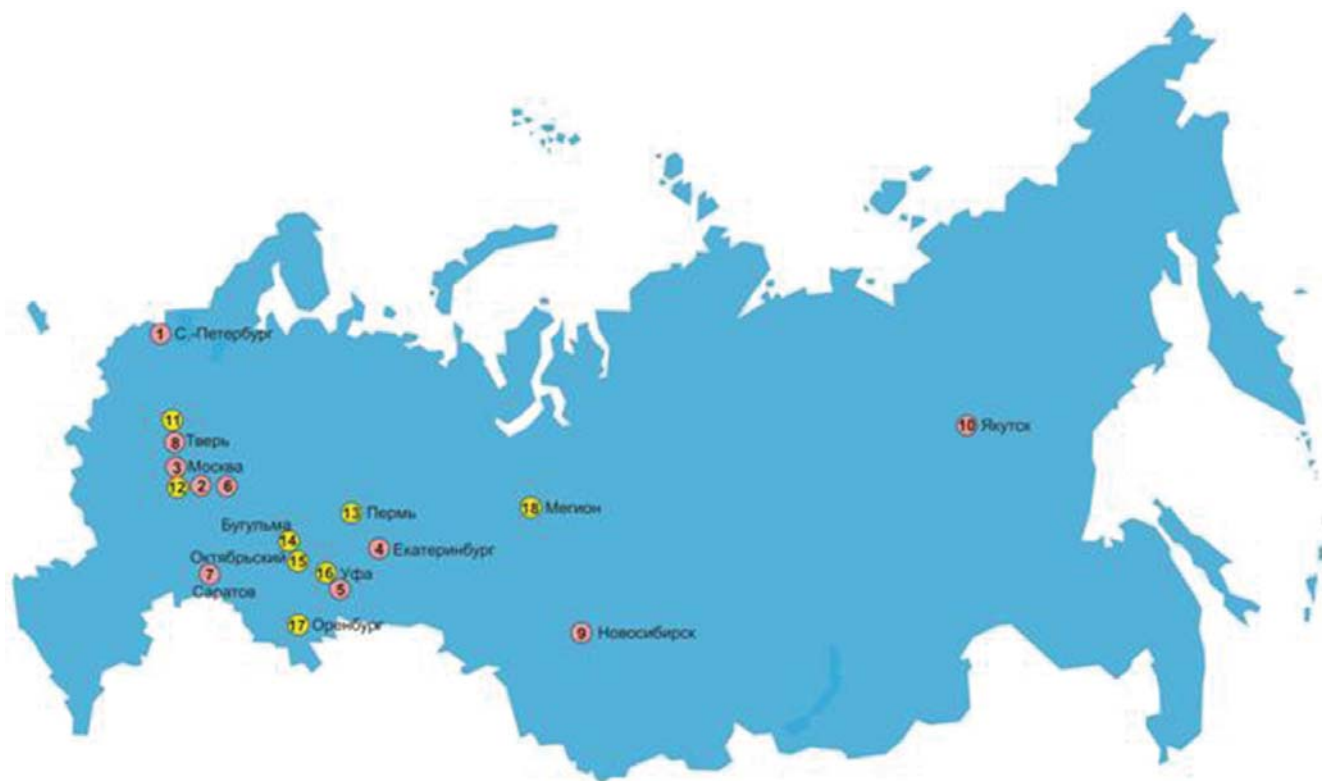 1 С.-Петербург
11
8 Тверь
3 Москва
12 2 6
10 Якутск
13 Пермь
18 Мегион
Бугульма
14
Октябрьский 15
4 Екатеринбург
16 Уфа
7
5
Саратов
17 Оренбург
9 Новосибирск